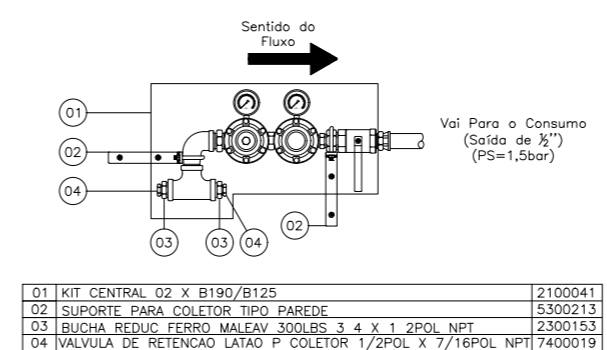 Sentido do
Fluxo
01
02
04
03
03
04
02
Vai Para o Consumo
(Saída de ½'')
(PS=1,5bar)
01 KIT CENTRAL 02 X B190/B125 2100041
02 SUPORTE PARA COLETOR TIPO PAREDE 5300213
03 BUCHA REDUC FERRO MALEAV 300LBS 3 4 X 1 2POL NPT 2300153
04 VALVULA DE RETENCAO LATAO P COLETOR 1/2POL X 7/16POL NPT 7400019